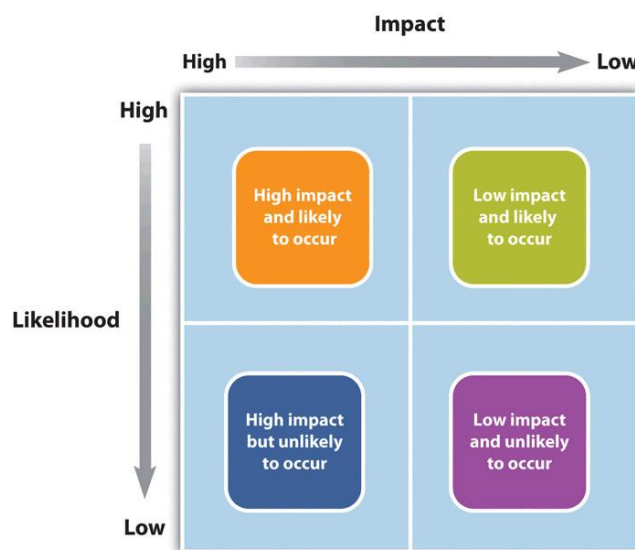 Impact
High
Low
High
Likelihood
Low
High impact
and likely
to occur
Low impact
and likely
to occur
High impact
but unlikely
to occur
Low impact
and unlikely
to occur